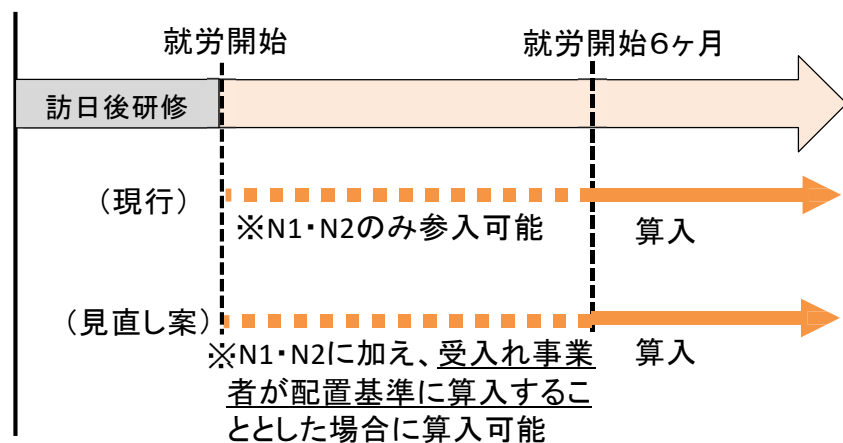 就労開始
就労開始６ヶ月
訪日後研修
（現行）
※N1・N2のみ参入可能
算入
（見直し案）
※N1・N2に加え、受入れ事業
者が配置基準に算入するこ
ととした場合に算入可能
算入